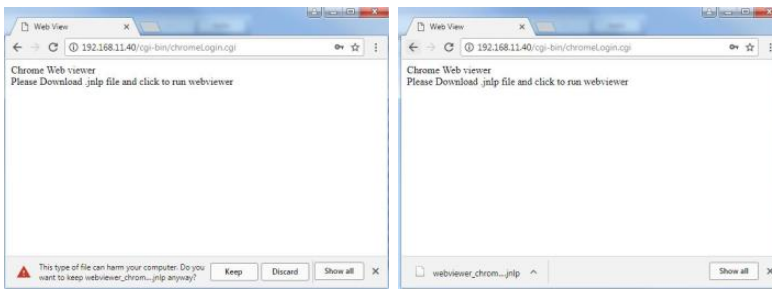 Web View
192.168.11.40/cgi-bin/chromeLogin.cgi
Chrome Web viewer
Please Download .jnlp file and click to run webviewer
This type of file can harm your computer. Do you
want to keep webviewer_chrom....jnlp anyway?
Keep
Discard
Show all
Web View
192.168.11.40/cgi-bin/chromeLogin.cgi
Chrome Web viewer
Please Download .jnlp file and click to run webviewer
webviewer_chrom....jnlp
Show all